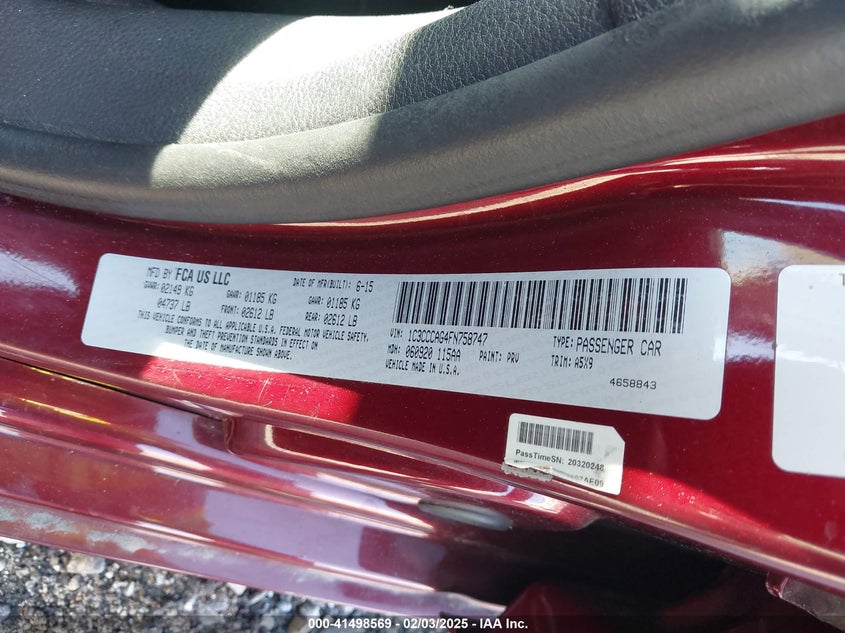 MFD BY FCA US LLC DATE OF MFR(BUILT): 6-15
GVWR: 02149 KG GAWR: 01185 KG GAWR: 01185 KG
04737 LB FRONT: 02612 LB REAR: 02612 LB
THIS VEHICLE CONFORMS TO ALL APPLICABLE U.S.A. FEDERAL MOTOR VEHICLE SAFETY,
BUMPER AND THEFT PREVENTION STANDARDS IN EFFECT ON THE
DATE OF MANUFACTURE SHOWN ABOVE.
VIN: 1C3CCCAG4FN758747 TYPE: PASSENGER CAR
MDH: 060920 115AA PAINT: PRV TRIM: A5X9
VEHICLE MADE IN U.S.A.
4658843
PassTimeSN: 20320248
T
000-41498569 — 02/03/2025 — IAA Inc.